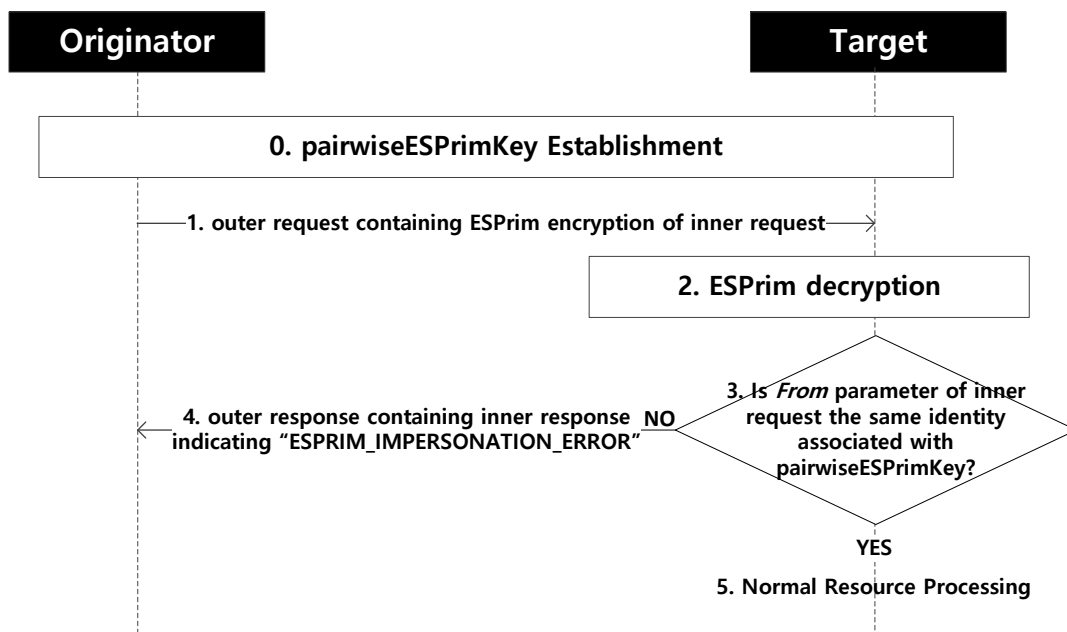 Originator
Target
0. pairwiseESPrimKey Establishment
1. outer request containing ESPrim encryption of inner request
2. ESPrim decryption
3. Is From parameter of inner
request the same identity
associated with
pairwiseESPrimKey?
4. outer response containing inner response
indicating “ESPRIM_IMPERSONATION_ERROR”
NO
YES
5. Normal Resource Processing